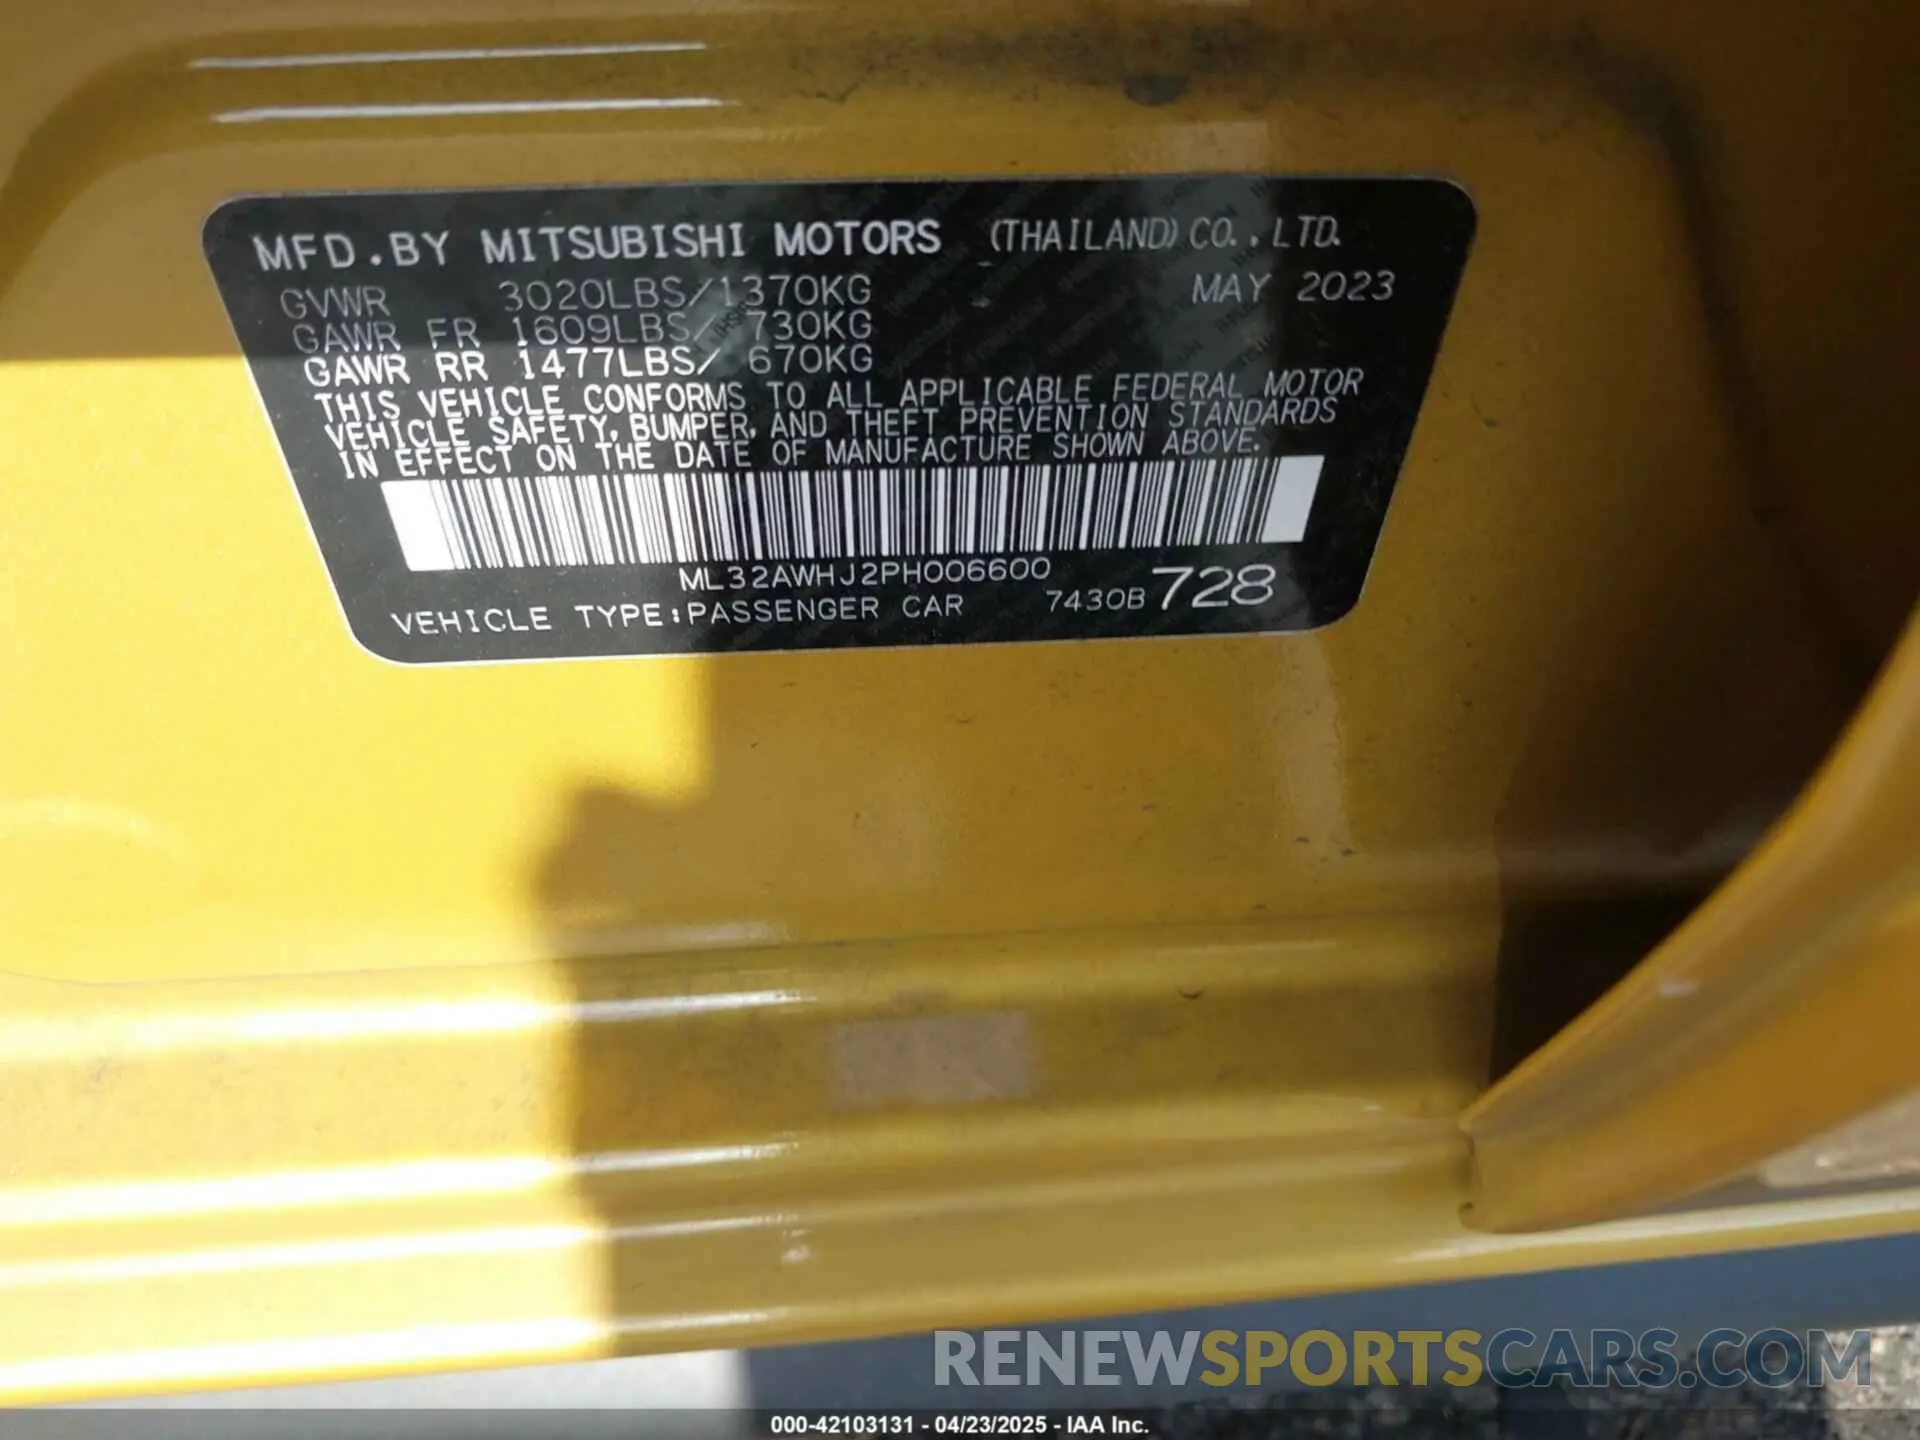 MFD.BY MITSUBISHI MOTORS (THAILAND) CO., LTD.
GVWR 3020LBS/1370KG MAY 2023
GAWR FR 1609LBS/ 730KG
GAWR RR 1477LBS/ 670KG
THIS VEHICLE CONFORMS TO ALL APPLICABLE FEDERAL MOTOR
VEHICLE SAFETY, BUMPER, AND THEFT PREVENTION STANDARDS
IN EFFECT ON THE DATE OF MANUFACTURE SHOWN ABOVE.
ML32AWHJ2PH006600
VEHICLE TYPE:PASSENGER CAR 7430B 728
RENEWSPORTSCARS.COM
000-42103131 - 04/23/2025 - IAA Inc.